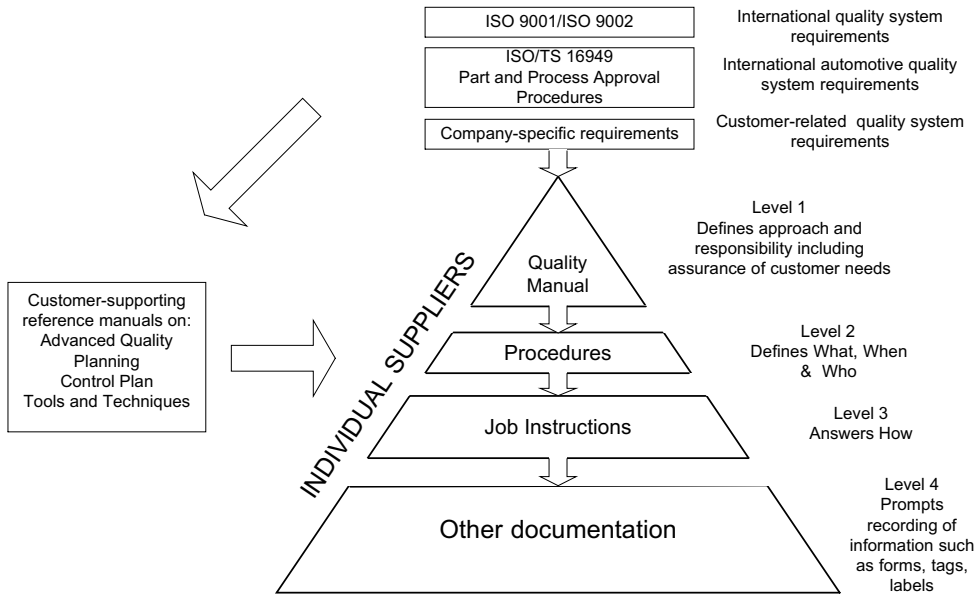 ISO 9001/ISO 9002
International quality system
requirements
ISO/TS 16949
Part and Process Approval
Procedures
International automotive quality
system requirements
Company-specific requirements
Customer-related quality system
requirements
Level 1
Defines approach and
responsibility including
assurance of customer needs
Quality
Manual
INDIVIDUAL SUPPLIERS
Customer-supporting
reference manuals on:
Advanced Quality
Planning
Control Plan
Tools and Techniques
Procedures
Level 2
Defines What, When
& Who
Job Instructions
Level 3
Answers How
Other documentation
Level 4
Prompts
recording of
information such
as forms, tags,
labels